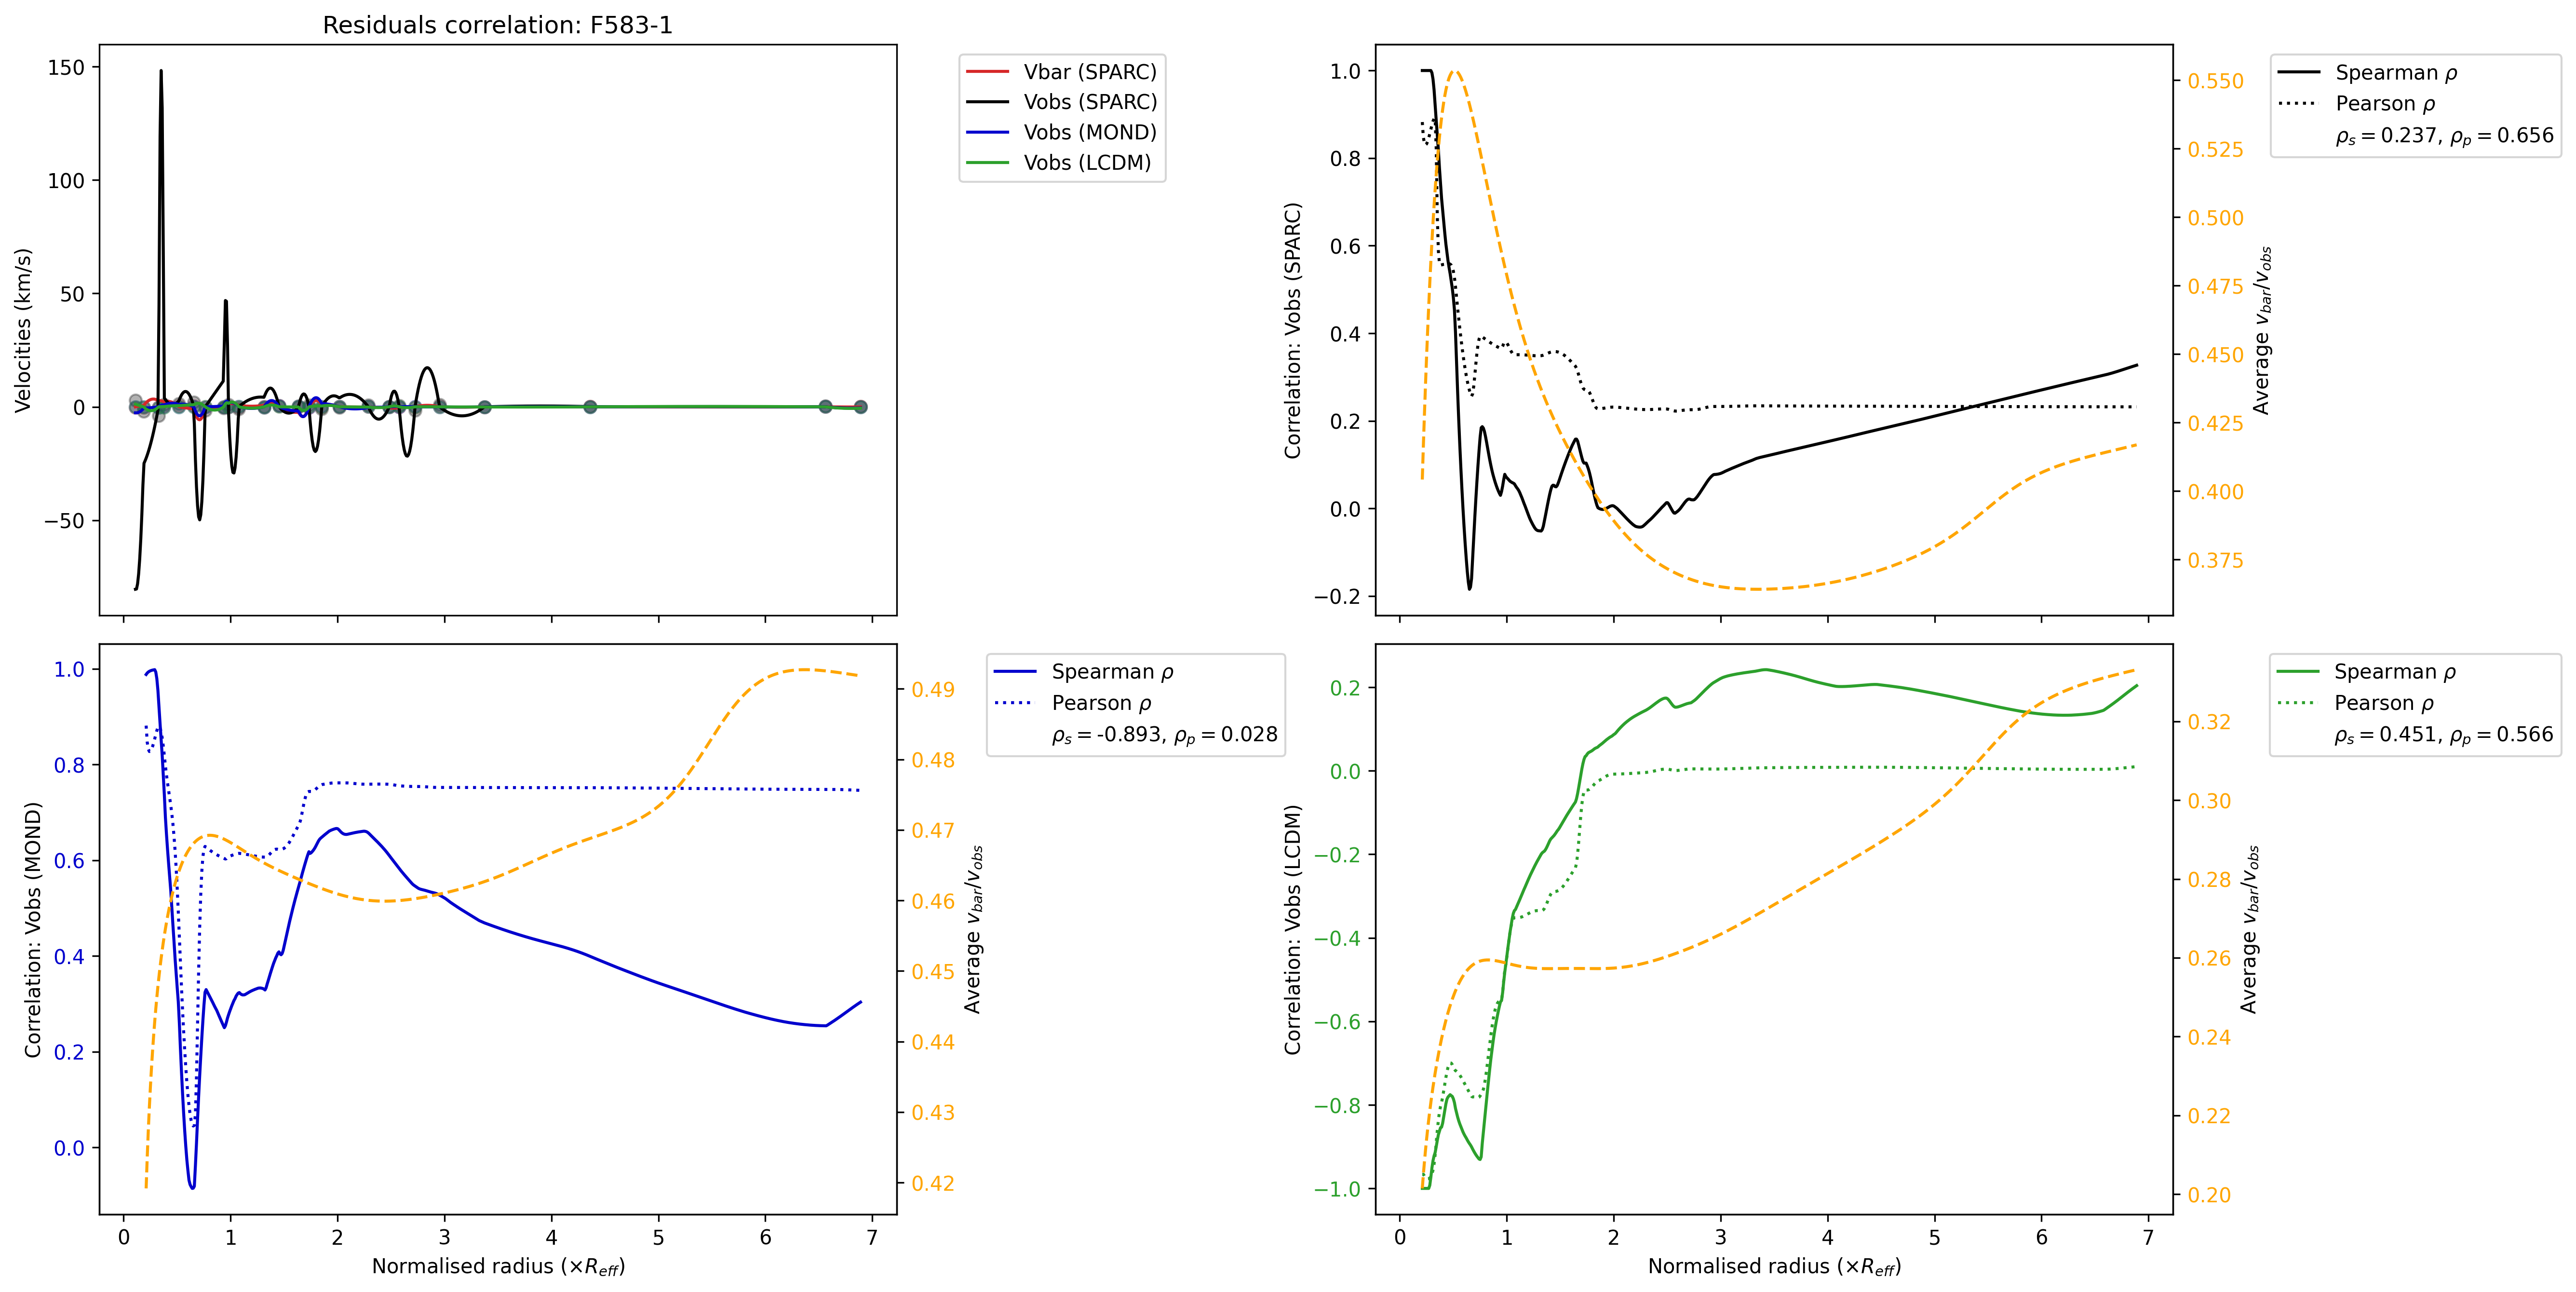 Residuals correlation: F583-1
Velocities (km/s)
150
100
50
0
−50
Vbar (SPARC)
Vobs (SPARC)
Vobs (MOND)
Vobs (LCDM)
Correlation: Vobs (SPARC)
1.0
0.8
0.6
0.4
0.2
0.0
−0.2
0.550
0.525
0.500
0.475
0.450
0.425
0.400
0.375
Average v_bar/v_obs
Spearman ρ
Pearson ρ
ρ_s = 0.237, ρ_p = 0.656
Correlation: Vobs (MOND)
1.0
0.8
0.6
0.4
0.2
0.0
0.49
0.48
0.47
0.46
0.45
0.44
0.43
0.42
Average v_bar/v_obs
0 1 2 3 4 5 6 7
Normalised radius (×R_eff)
Spearman ρ
Pearson ρ
ρ_s = -0.893, ρ_p = 0.028
Correlation: Vobs (LCDM)
0.2
0.0
−0.2
−0.4
−0.6
−0.8
−1.0
0.32
0.30
0.28
0.26
0.24
0.22
0.20
Average v_bar/v_obs
0 1 2 3 4 5 6 7
Normalised radius (×R_eff)
Spearman ρ
Pearson ρ
ρ_s = 0.451, ρ_p = 0.566